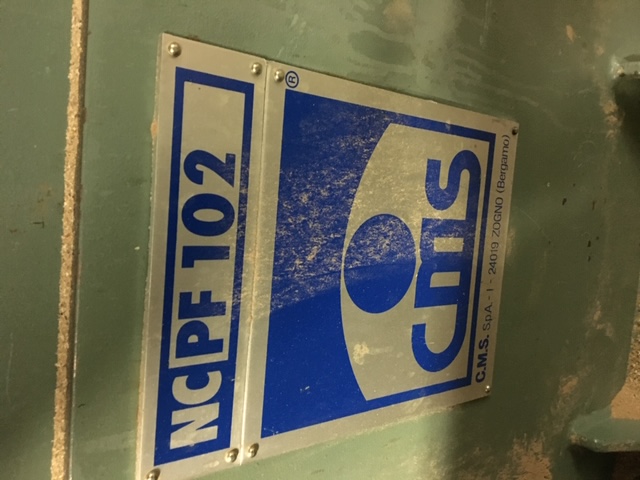 NC PF 102
®
cms
C.M.S. S.p.A. - I - 24019 ZOGNO (Bergamo)